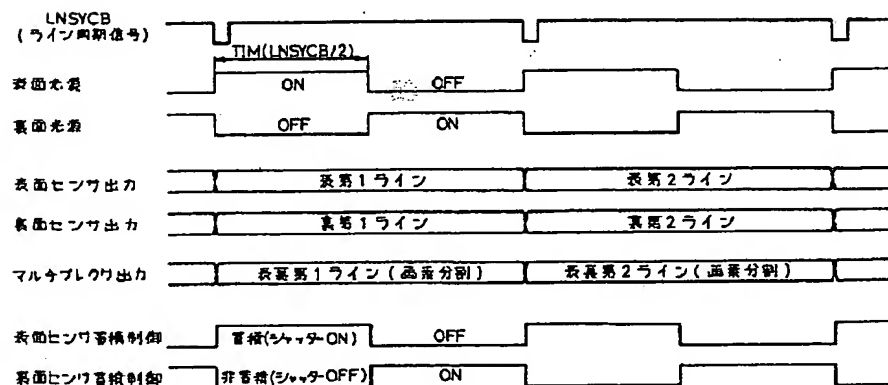 LNSYCB
(ライン同期信号)
TIM(LNSYCB/2)
表面光源 ON OFF
裏面光源 OFF ON
表面センサ出力 表第1ライン 表第2ライン
裏面センサ出力 裏第1ライン 裏第2ライン
マルチプレクサ出力 表裏第1ライン(画素分割) 表裏第2ライン(画素分割)
表面センサ蓄積制御 蓄積(シャッターON) OFF
裏面センサ蓄積制御 非蓄積(シャッターOFF) ON